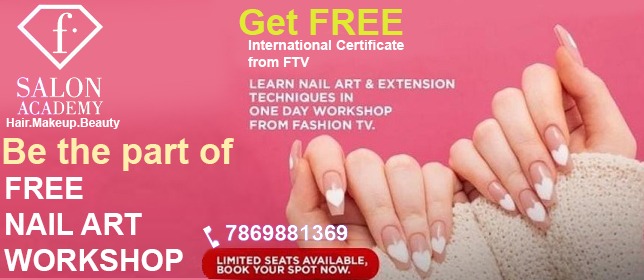 f.
SALON
ACADEMY
Hair.Makeup.Beauty
Be the part of
FREE
NAIL ART
WORKSHOP
Get FREE
International Certificate
from FTV
LEARN NAIL ART & EXTENSION
TECHNIQUES IN
ONE DAY WORKSHOP
FROM FASHION TV.
7869881369
LIMITED SEATS AVAILABLE,
BOOK YOUR SPOT NOW.